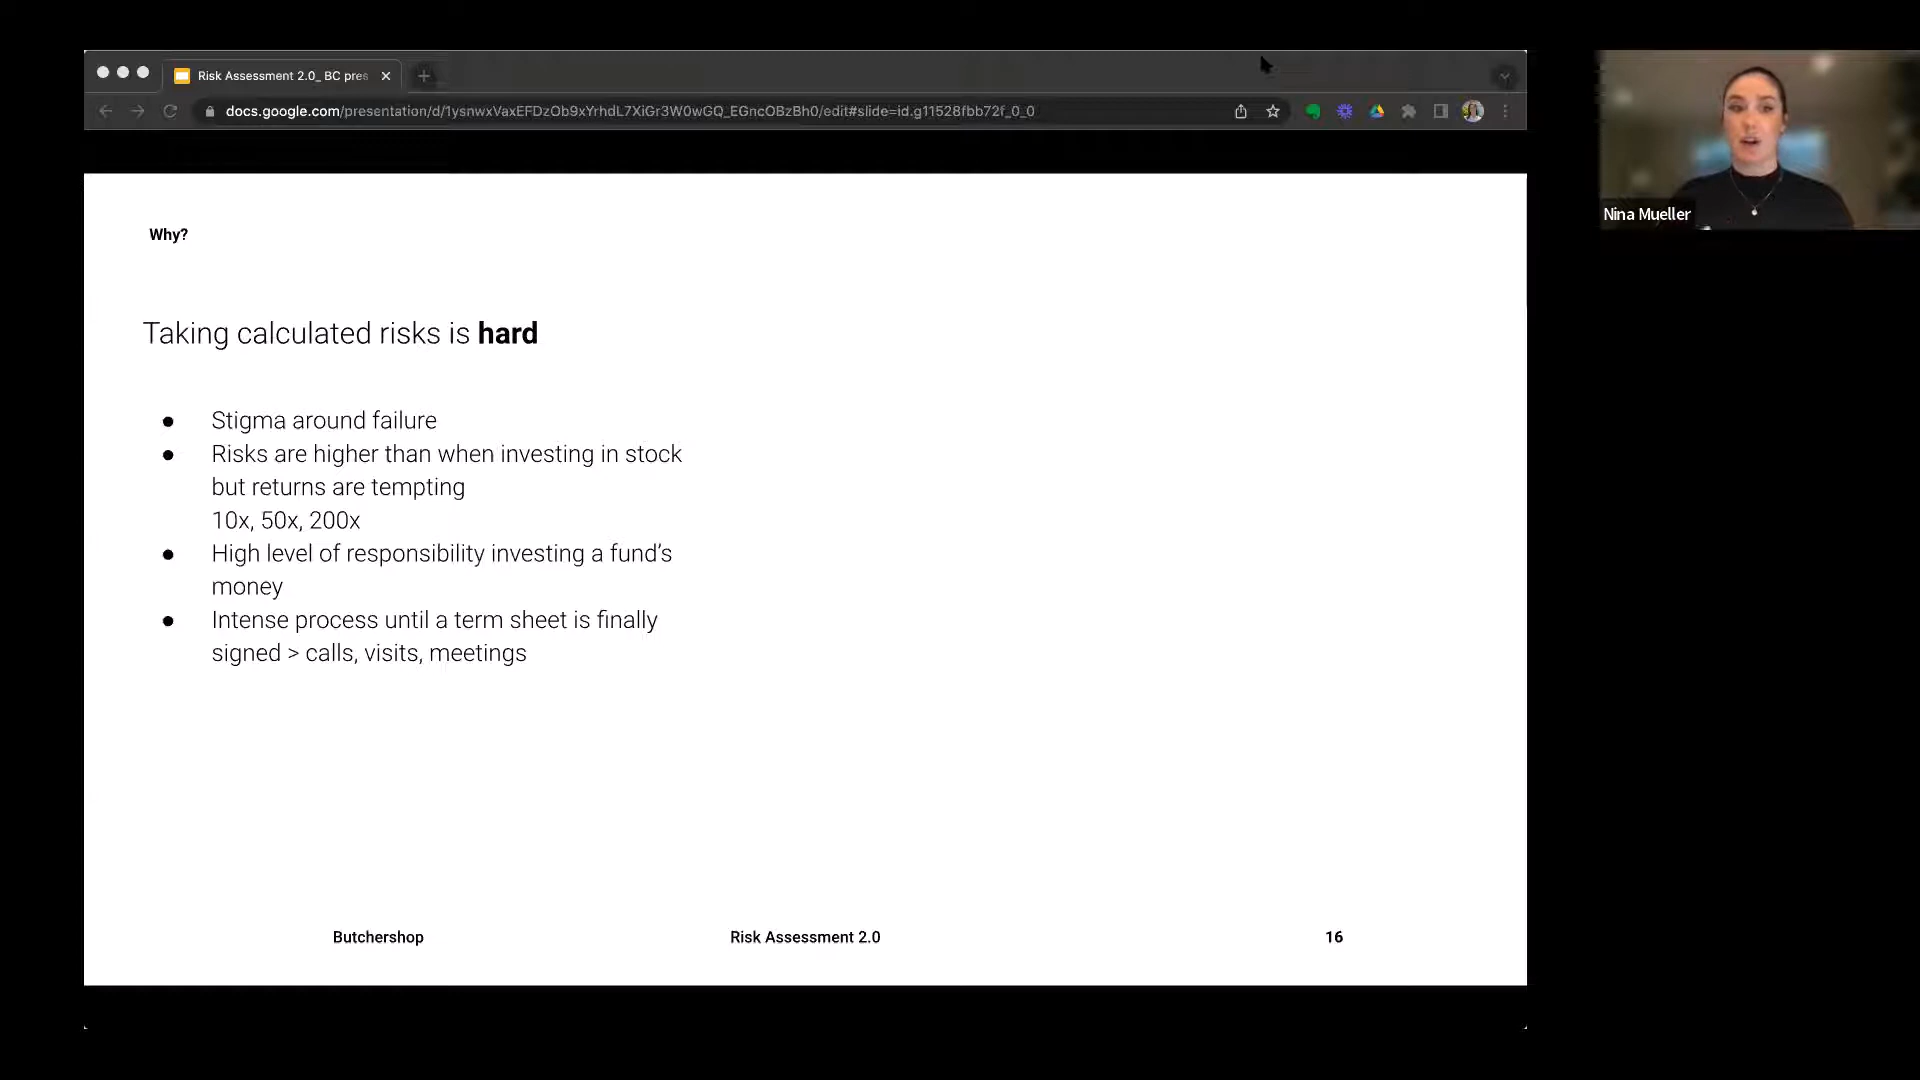 Risk Assessment 2.0_ BC pres
docs.google.com/presentation/d/1ysnwxVaxEFDzOb9xYrhdL7XiGr3W0wGQ_EGncOBzBh0/edit#slide=id.g11528fbb72f_0_0
Nina Mueller
Why?
Taking calculated risks is hard
● Stigma around failure
● Risks are higher than when investing in stock
but returns are tempting
10x, 50x, 200x
● High level of responsibility investing a fund's
money
● Intense process until a term sheet is finally
signed > calls, visits, meetings
Butchershop
Risk Assessment 2.0
16